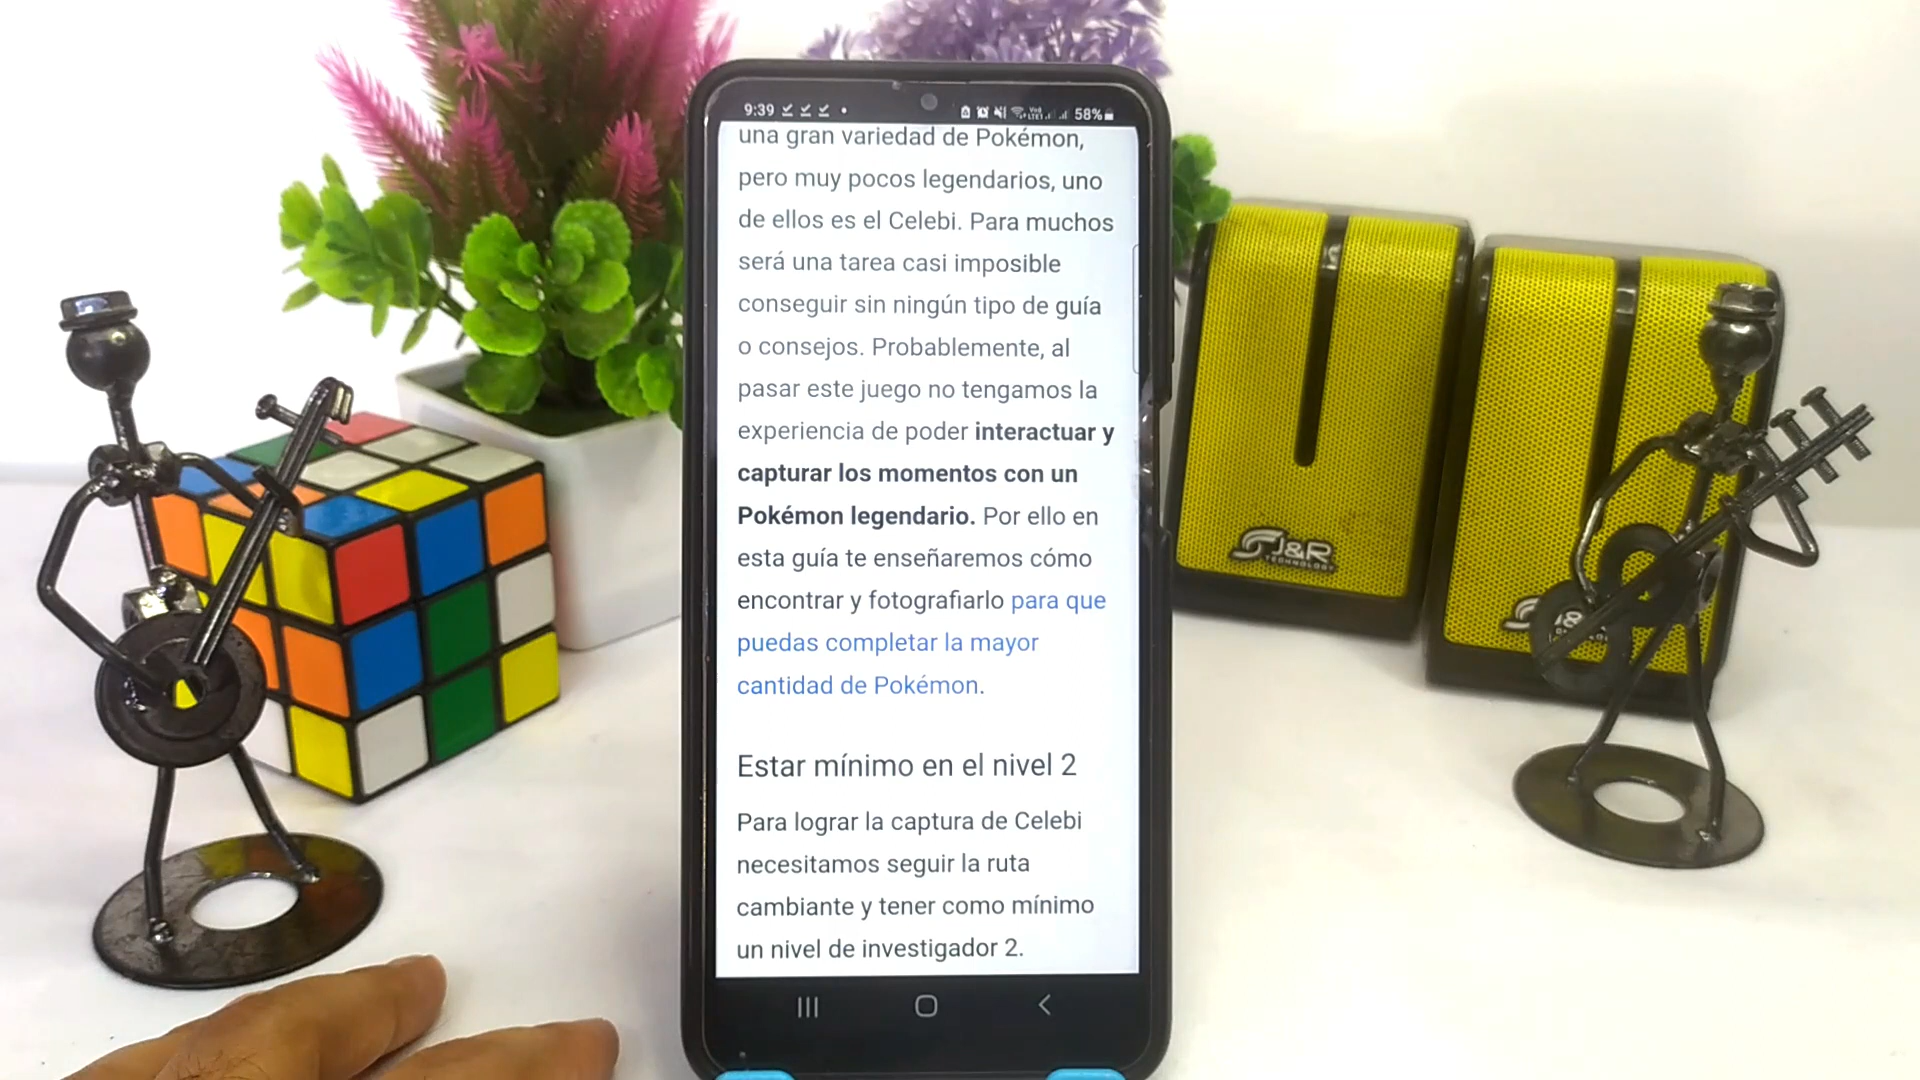 9:39
58%
una gran variedad de Pokémon,
pero muy pocos legendarios, uno
de ellos es el Celebi. Para muchos
será una tarea casi imposible
conseguir sin ningún tipo de guía
o consejos. Probablemente, al
pasar este juego no tengamos la
experiencia de poder interactuar y
capturar los momentos con un
Pokémon legendario. Por ello en
esta guía te enseñaremos cómo
encontrar y fotografiarlo para que
puedas completar la mayor
cantidad de Pokémon.
Estar mínimo en el nivel 2
Para lograr la captura de Celebi
necesitamos seguir la ruta
cambiante y tener como mínimo
un nivel de investigador 2.
J&R
TECHNOLOGY